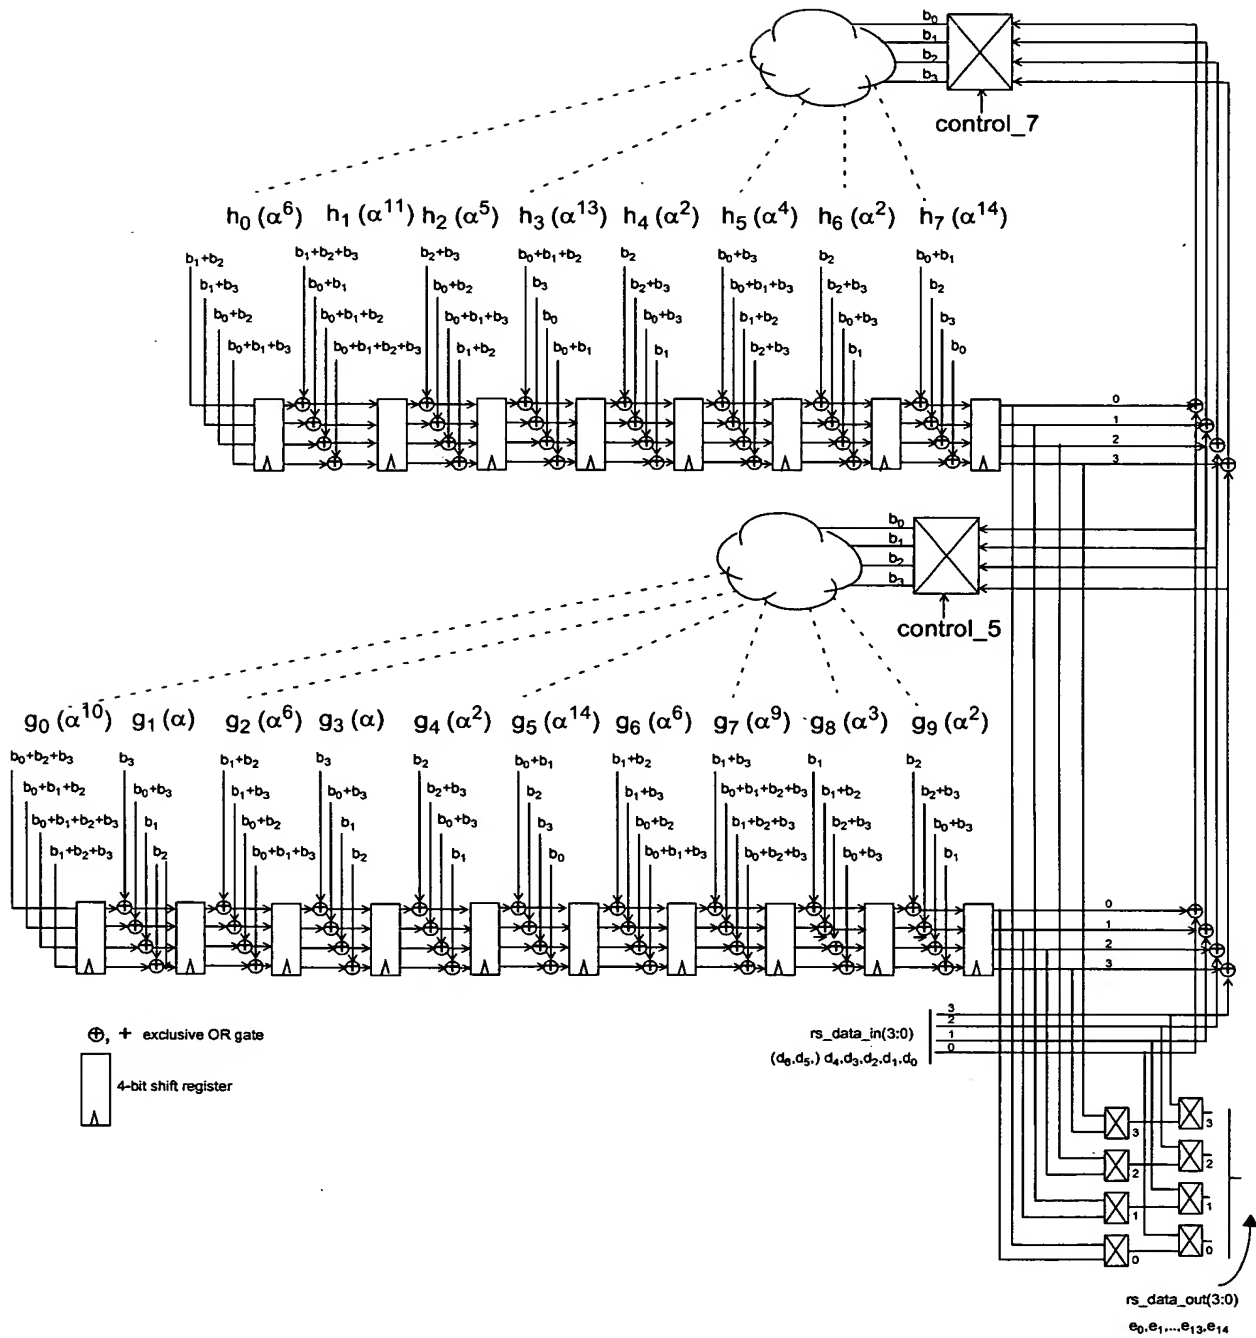 b₀
b₁
b₂
b₃
control_7
h₀ (α⁶) h₁ (α¹¹) h₂ (α⁵) h₃ (α¹³) h₄ (α²) h₅ (α⁴) h₆ (α²) h₇ (α¹⁴)
b₁+b₂ b₁+b₂+b₃ b₂+b₃ b₀+b₁+b₂ b₂ b₀+b₃ b₂ b₀+b₁
b₁+b₃ b₀+b₁ b₀+b₂ b₃ b₂+b₃ b₀+b₁+b₃ b₂+b₃ b₂
b₀+b₂ b₀+b₁+b₂ b₀+b₁+b₃ b₀ b₀+b₃ b₁+b₂ b₀+b₃ b₃
b₀+b₁+b₃ b₀+b₁+b₂+b₃ b₁+b₂ b₀+b₁ b₁ b₂+b₃ b₁ b₀
0
1
2
3
b₀
b₁
b₂
b₃
control_5
g₀ (α¹⁰) g₁ (α) g₂ (α⁶) g₃ (α) g₄ (α²) g₅ (α¹⁴) g₆ (α⁶) g₇ (α⁹) g₈ (α³) g₉ (α²)
b₀+b₂+b₃ b₃ b₁+b₂ b₃ b₂ b₀+b₁ b₁+b₂ b₁+b₃ b₁ b₂
b₀+b₁+b₂ b₀+b₃ b₁+b₃ b₀+b₃ b₂+b₃ b₂ b₁+b₃ b₀+b₁+b₂+b₃ b₁+b₂ b₂+b₃
b₀+b₁+b₂+b₃ b₁ b₀+b₂ b₁ b₀+b₃ b₃ b₀+b₂ b₁+b₂+b₃ b₂+b₃ b₀+b₃
b₁+b₂+b₃ b₂ b₀+b₁+b₃ b₂ b₁ b₀ b₀+b₁+b₃ b₀+b₂+b₃ b₀+b₃ b₁
0
1
2
3
⊕, + exclusive OR gate
4-bit shift register
rs_data_in(3:0)
(d₆,d₅,) d₄,d₃,d₂,d₁,d₀
3
2
1
0
3
3
2
2
1
1
0
0
rs_data_out(3:0)
e₀,e₁,...,e₁₃,e₁₄